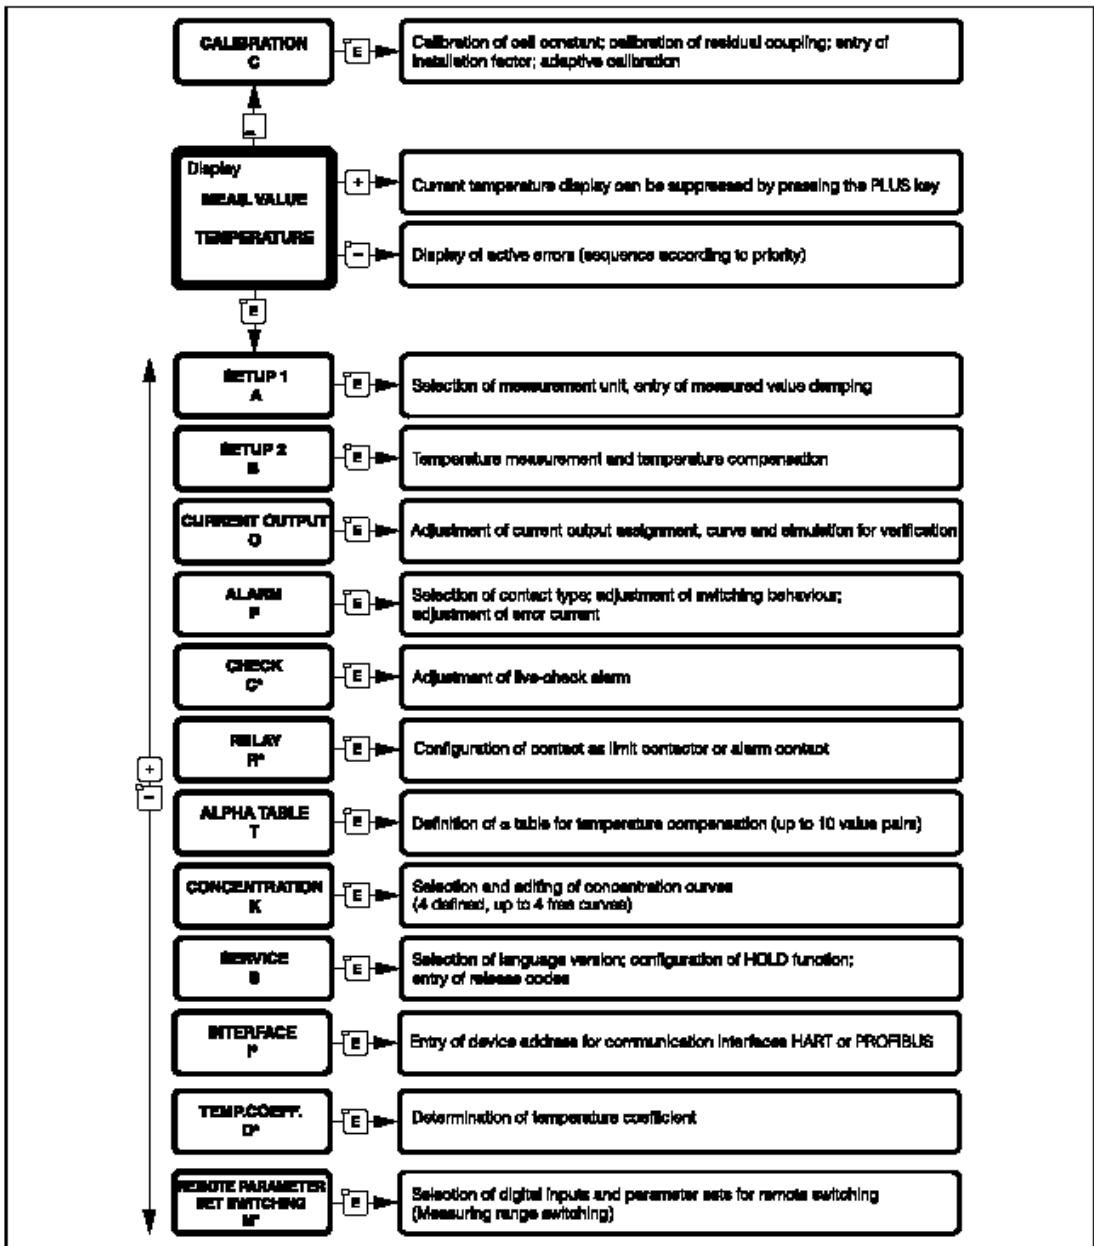 CALIBRATION
C
E
Calibration of cell constant; calibration of residual coupling; entry of
installation factor; adaptive calibration
Display
MEAS. VALUE
TEMPERATURE
+
Current temperature display can be suppressed by pressing the PLUS key
−
Display of active errors (sequence according to priority)
E
SETUP 1
A
E
Selection of measurement unit, entry of measured value damping
SETUP 2
B
E
Temperature measurement and temperature compensation
CURRENT OUTPUT
O
E
Adjustment of current output assignment, curve and simulation for verification
ALARM
F
E
Selection of contact type; adjustment of switching behaviour;
adjustment of error current
CHECK
C*
E
Adjustment of live-check alarm
RELAY
R*
E
Configuration of contact as limit contactor or alarm contact
+
−
ALPHA TABLE
T
E
Definition of α table for temperature compensation (up to 10 value pairs)
CONCENTRATION
K
E
Selection and editing of concentration curves
(4 defined, up to 4 free curves)
SERVICE
S
E
Selection of language version; configuration of HOLD function;
entry of release codes
INTERFACE
I*
E
Entry of device address for communication interfaces HART or PROFIBUS
TEMP.COEFF.
D*
E
Determination of temperature coefficient
REMOTE PARAMETER
SET SWITCHING
M*
E
Selection of digital inputs and parameter sets for remote switching
(Measuring range switching)